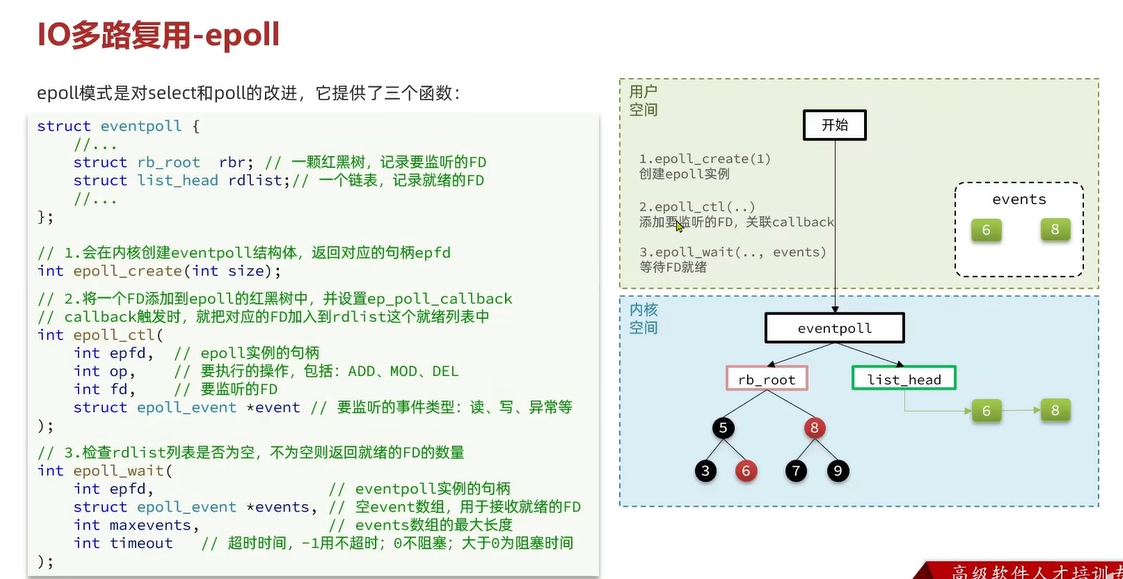 IO多路复用-epoll
epoll模式是对select和poll的改进，它提供了三个函数：
struct eventpoll {
//...
struct rb_root  rbr; // 一颗红黑树，记录要监听的FD
struct list_head rdlist;// 一个链表，记录就绪的FD
//...
};
// 1.会在内核创建eventpoll结构体，返回对应的句柄epfd
int epoll_create(int size);
// 2.将一个FD添加到epoll的红黑树中，并设置ep_poll_callback
// callback触发时，就把对应的FD加入到rdlist这个就绪列表中
int epoll_ctl(
int epfd,  // epoll实例的句柄
int op,    // 要执行的操作，包括：ADD、MOD、DEL
int fd,    // 要监听的FD
struct epoll_event *event // 要监听的事件类型：读、写、异常等
);
// 3.检查rdlist列表是否为空，不为空则返回就绪的FD的数量
int epoll_wait(
int epfd,                   // eventpoll实例的句柄
struct epoll_event *events, // 空event数组，用于接收就绪的FD
int maxevents,              // events数组的最大长度
int timeout   // 超时时间，-1用不超时；0不阻塞；大于0为阻塞时间
);
用户
空间
开始
1.epoll_create(1)
创建epoll实例
2.epoll_ctl(..)
添加要监听的FD，关联callback
3.epoll_wait(.., events)
等待FD就绪
events
6
8
内核
空间
eventpoll
rb_root
list_head
6
8
5
8
3
6
7
9
高级软件人才培训